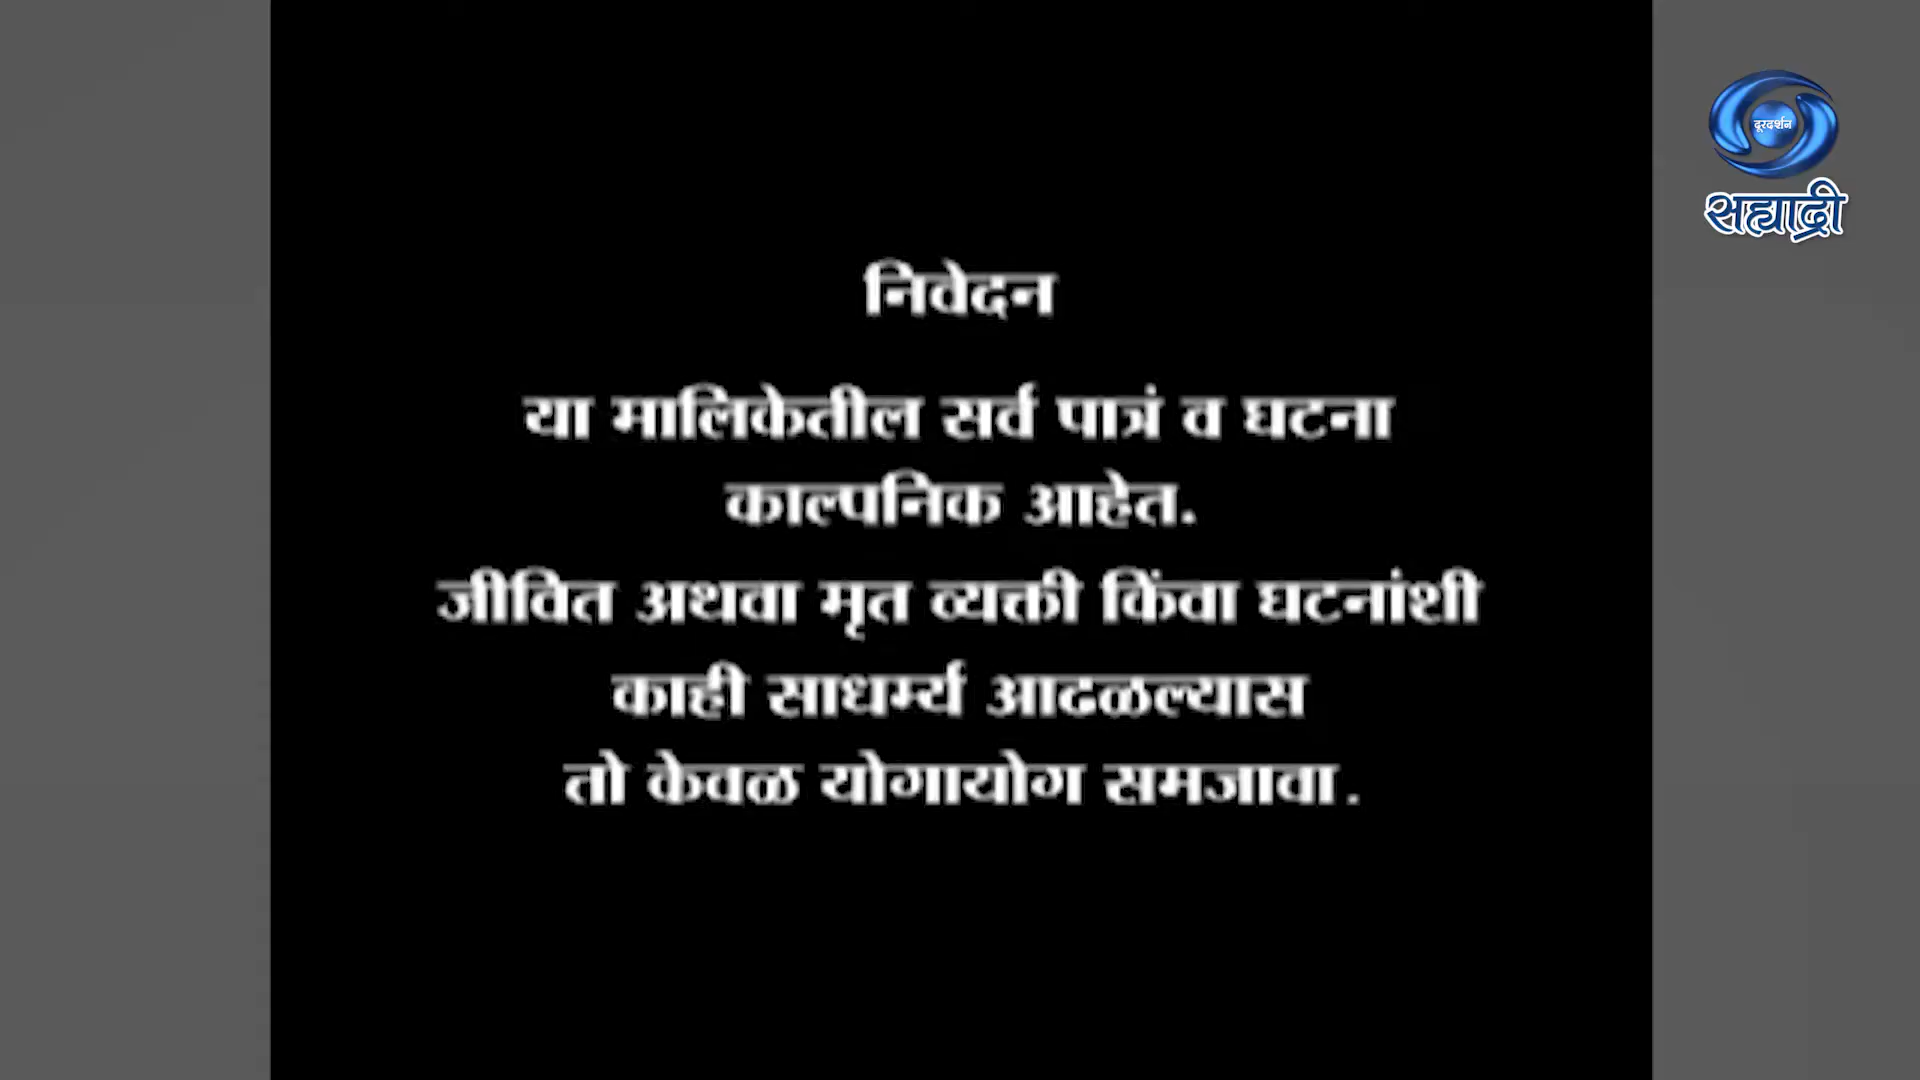 दूरदर्शन
सह्याद्री
निवेदन
या मालिकेतील सर्व पात्रं व घटना
काल्पनिक आहेत.
जीवित अथवा मृत व्यक्ती किंवा घटनांशी
काही साधर्म्य आढळल्यास
तो केवळ योगायोग समजावा.